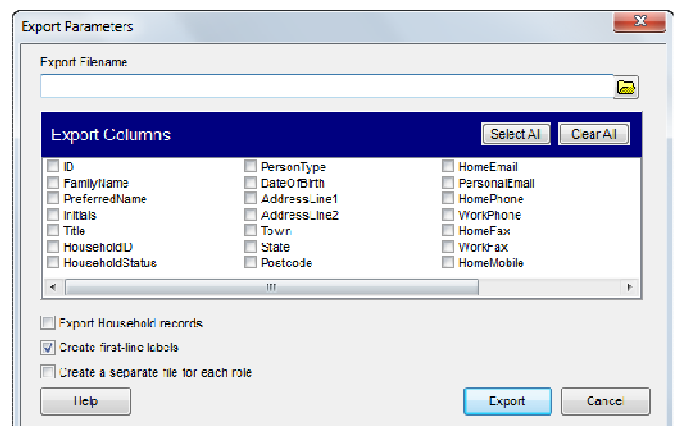 Export Parameters
Export Filename
Export Columns Select All Clear All
ID PersonType HomeEmail
FamilyName DateOfBirth PersonalEmail
PreferredName AddressLine1 HomePhone
Initials AddressLine2 WorkPhone
Title Town HomeFax
HouseholdID State WorkFax
HouseholdStatus Postcode HomeMobile
Export Household records
Create first-line labels
Create a separate file for each role
Help Export Cancel